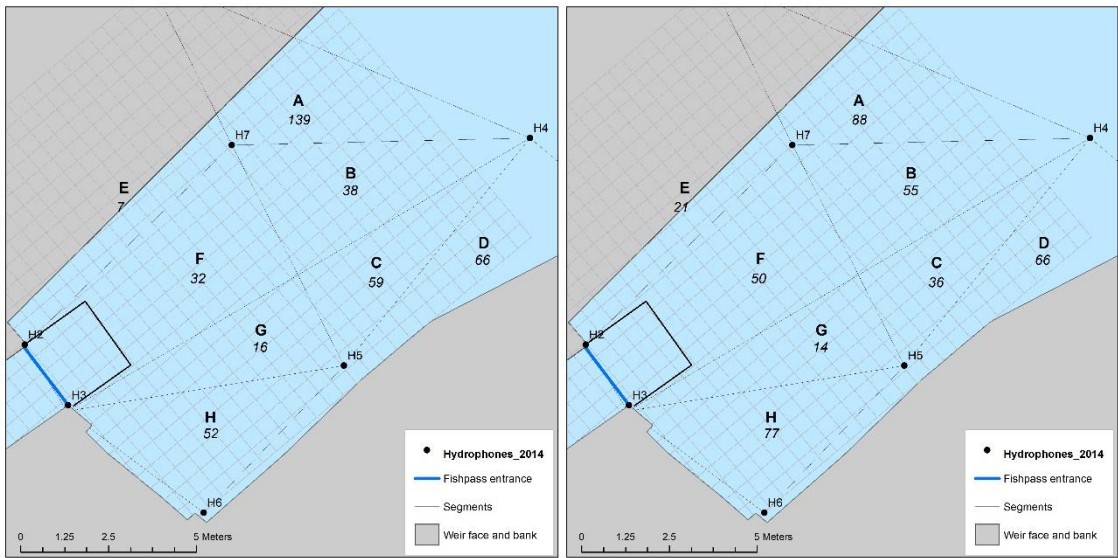 A
139
H4
H7
B
38
E
7
D
66
F
32
C
59
H2
G
16
H5
H3
H
52
H6
Hydrophones_2014
Fishpass entrance
Segments
Weir face and bank
0 1.25 2.5 5 Meters
A
88
H4
H7
B
55
E
21
D
66
F
50
C
36
H2
G
14
H5
H3
H
77
H6
Hydrophones_2014
Fishpass entrance
Segments
Weir face and bank
0 1.25 2.5 5 Meters